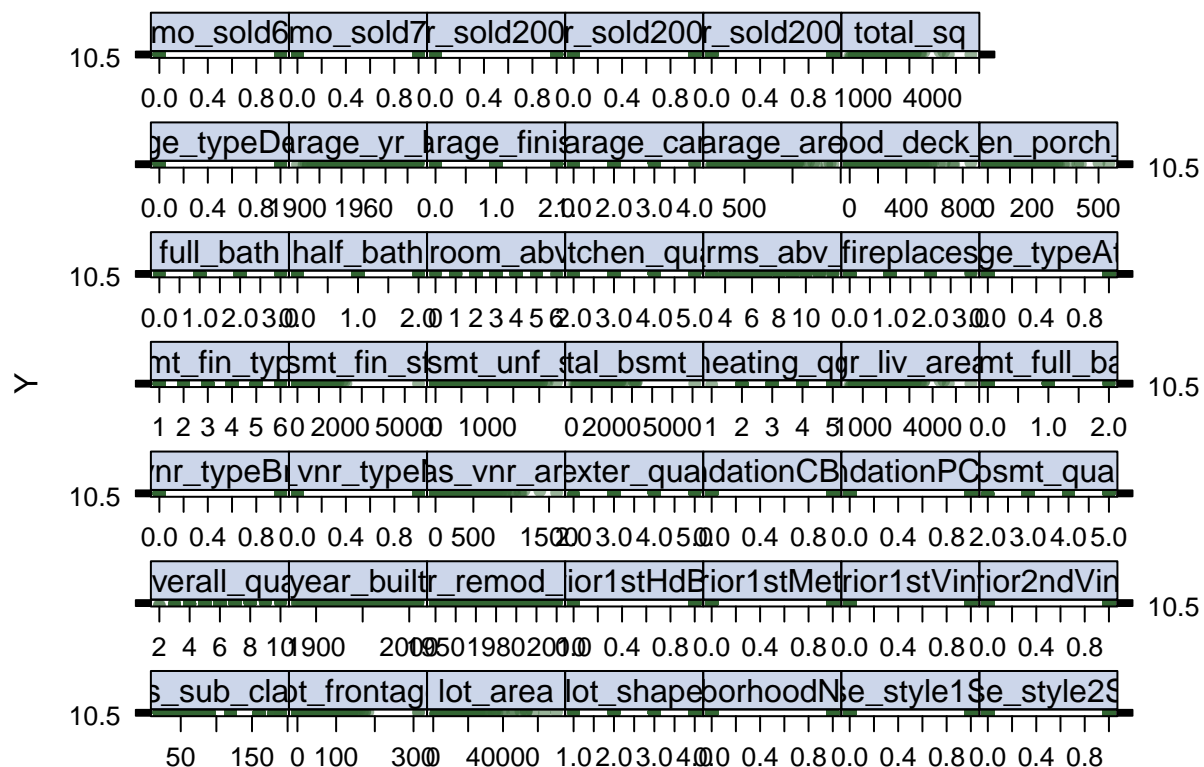 mo_sold6 mo_sold7 r_sold200 r_sold200 r_sold200 total_sq
10.5
0.0 0.4 0.8 0.0 0.4 0.8 0.0 0.4 0.8 0.0 0.4 0.8 0.0 0.4 0.8 1000 4000
ge_typeDe arage_yr_b arage_finis arage_car arage_are ood_deck_ en_porch_
10.5
0.0 0.4 0.8 1900 1960 0.0 1.0 2.0 1.0 2.0 3.0 4.0 500 0 400 800 0 200 500
full_bath half_bath room_abv tchen_qua rms_abv_ fireplaces ge_typeAt
10.5
0.0 1.0 2.0 3.0 0.0 1.0 2.0 0 1 2 3 4 5 6 2.0 3.0 4.0 5.0 4 6 8 10 0.0 1.0 2.0 3.0 0.0 0.4 0.8
mt_fin_typ smt_fin_s smt_unf_s tal_bsmt_ heating_qc gr_liv_area mt_full_ba
10.5
1 2 3 4 5 6 0 2000 5000 0 1000 0 2000 5000 1 2 3 4 5 1000 4000 0.0 1.0 2.0
Y
vnr_typeBr vnr_type as_vnr_are exter_qua ndationCB ndationPC bsmt_qua
10.5
0.0 0.4 0.8 0.0 0.4 0.8 0 500 1500 2.0 3.0 4.0 5.0 0.0 0.4 0.8 0.0 0.4 0.8 2.0 3.0 4.0 5.0
verall_qua year_built r_remod_ ior1stHdB rior1stMet rior1stVin rior2ndVin
10.5
2 4 6 8 10 1900 2000 1950 1980 2010 0.0 0.4 0.8 0.0 0.4 0.8 0.0 0.4 0.8 0.0 0.4 0.8
s_sub_cla ot_frontag lot_area lot_shape borhoodN se_style1S se_style2S
10.5
50 150 0 100 300 0 40000 1.0 2.0 3.0 4.0 0.0 0.4 0.8 0.0 0.4 0.8 0.0 0.4 0.8